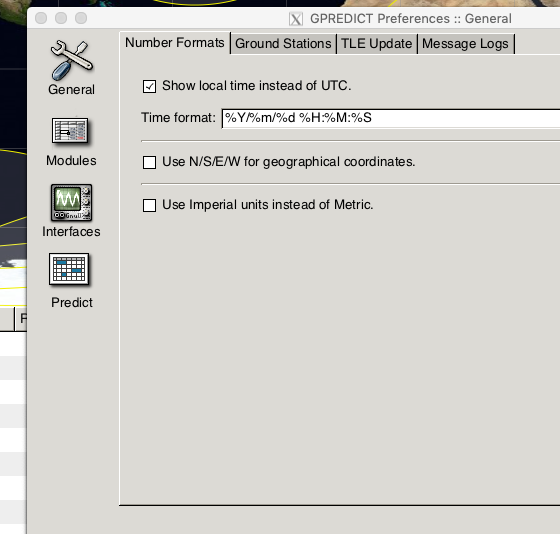 GPREDICT Preferences :: General
General
Modules
Interfaces
Predict
Number Formats
Ground Stations
TLE Update
Message Logs
Show local time instead of UTC.
Time format: %Y/%m/%d %H:%M:%S
Use N/S/E/W for geographical coordinates.
Use Imperial units instead of Metric.